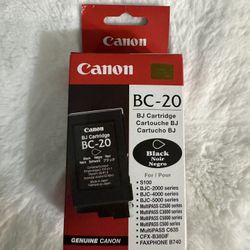 Canon
Canon
BC-20
BJ Cartridge
Cartouche BJ
Cartucho BJ
Canon
BJ Cartridge
BC-20
Black
Noir
Negro
For / Pour
• S100
• BJC-2000 series
• BJC-4000 series
• BJC-5000 series
• MultiPASS C2500 series
• MultiPASS C3000 series
• MultiPASS C5000 series
• MultiPASS C635
• CFX-B380IF
• FAXPHONE B740
GENUINE CANON